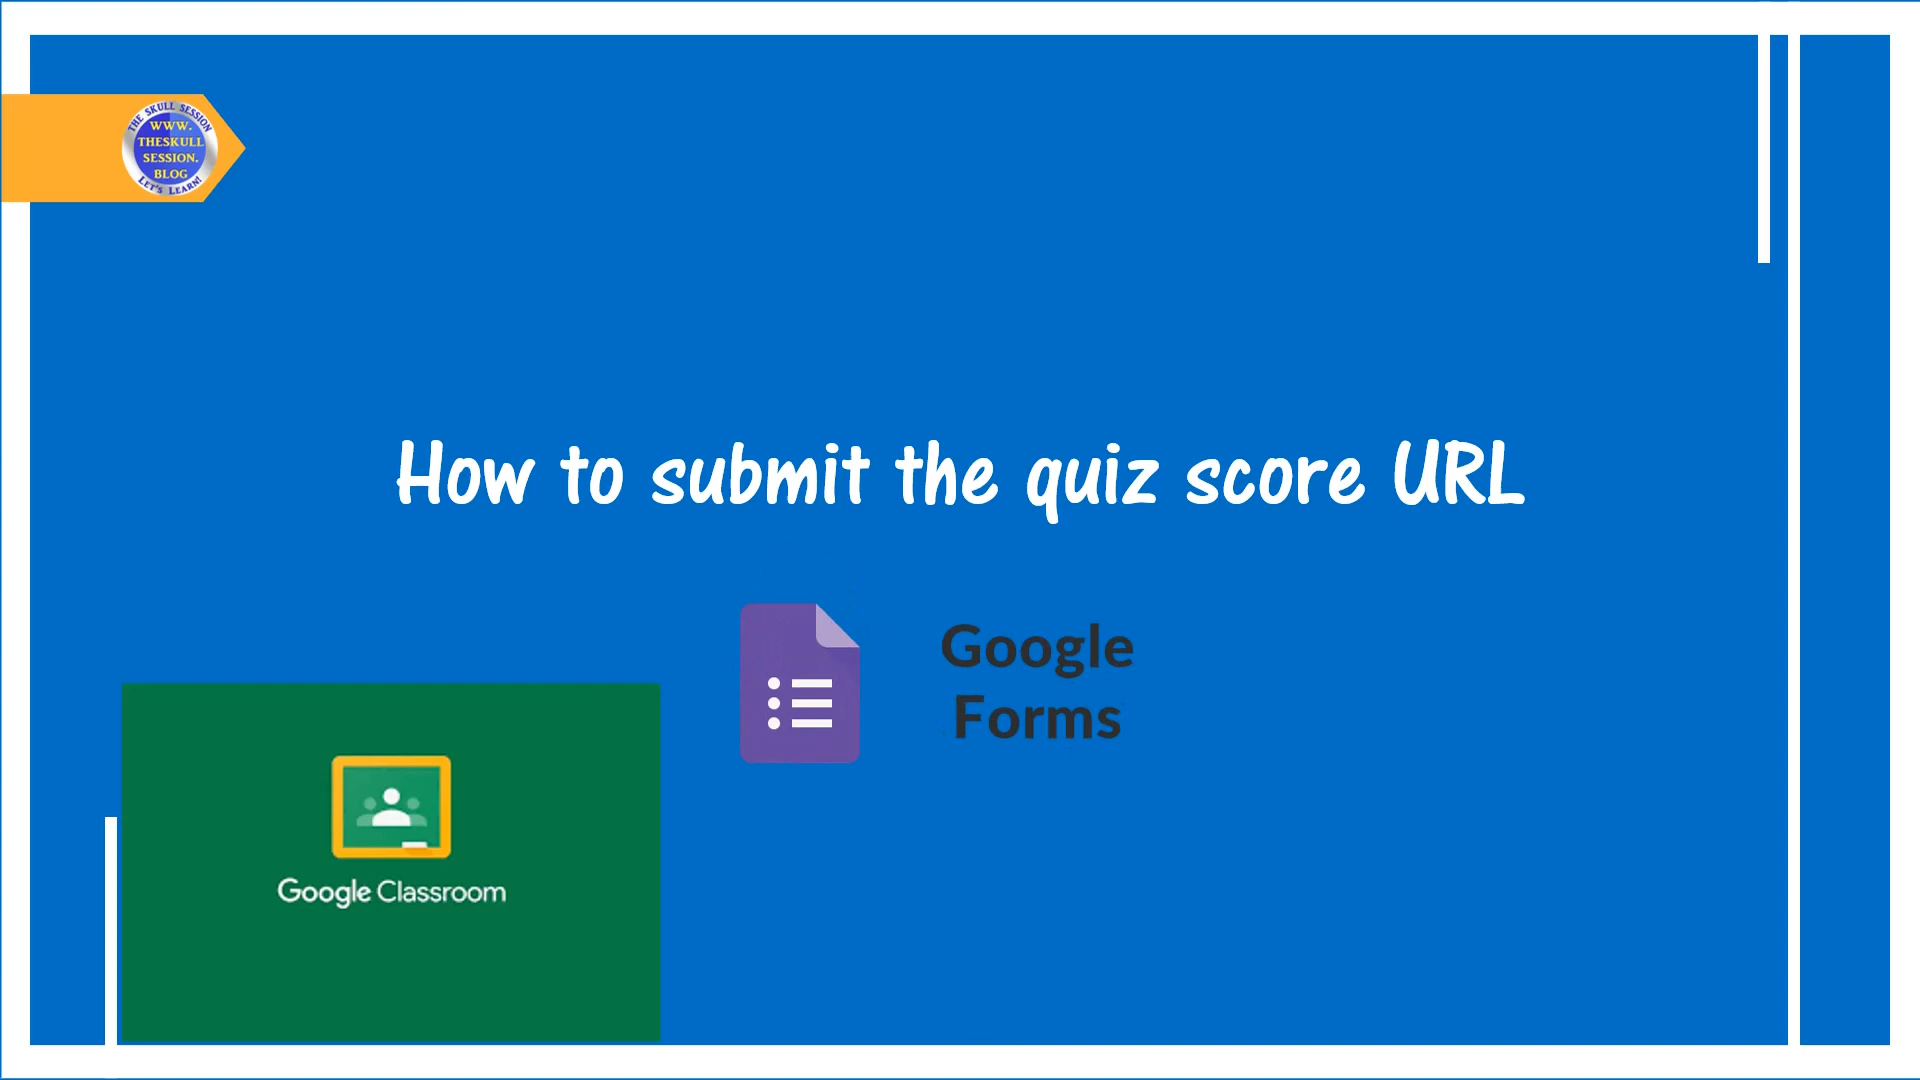 THE SKULL SESSION
WWW.
THESKULL
SESSION.
BLOG
LET'S LEARN!
How to submit the quiz score URL
Google
Forms
Google Classroom